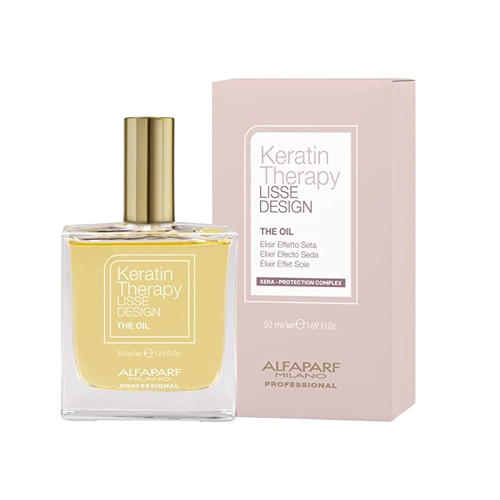 Keratin
Therapy
LISSE
DESIGN
THE OIL
50 ml/MeL℮1.69 Fl.Oz.
ALFAPARF
MILANO
PROFESSIONAL
Keratin
Therapy
LISSE
DESIGN
THE OIL
Elisir Effetto Seta
Elixir Efecto Seda
Élixir Effet Soie
KERA-PROTECTION COMPLEX
50 ml/MeL℮1.69 Fl.Oz.
ALFAPARF
MILANO
PROFESSIONAL